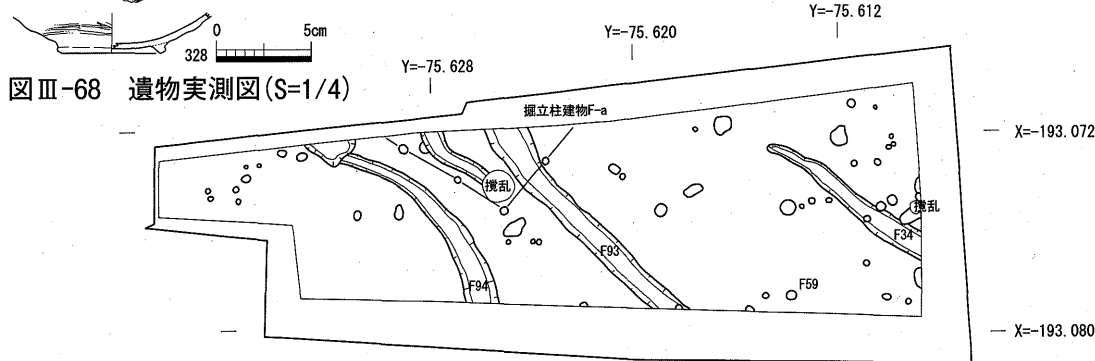 0 5cm
328
図Ⅲ-68 遺物実測図(S=1/4)
Y=-75.628
Y=-75.620
Y=-75.612
掘立柱建物F-a
X=-193.072
撹乱
撹乱
F34
F93
F94
F59
X=-193.080